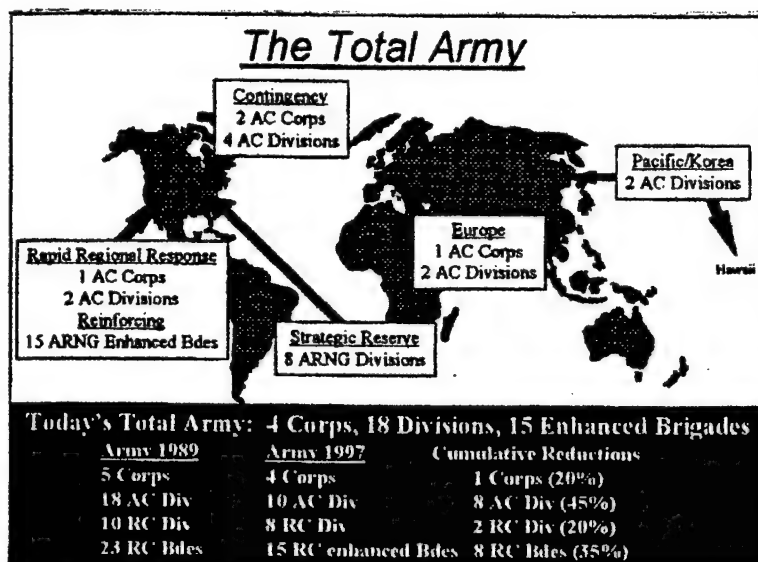 The Total Army
Contingency
2 AC Corps
4 AC Divisions
Pacific/Korea
2 AC Divisions
Hawaii
Europe
1 AC Corps
2 AC Divisions
Rapid Regional Response
1 AC Corps
2 AC Divisions
Reinforcing
15 ARNG Enhanced Bdes
Strategic Reserve
8 ARNG Divisions
Today's Total Army: 4 Corps, 18 Divisions, 15 Enhanced Brigades
Army 1989 Army 1997 Cumulative Reductions
5 Corps 4 Corps 1 Corps (20%)
18 AC Div 10 AC Div 8 AC Div (45%)
10 RC Div 8 RC Div 2 RC Div (20%)
23 RC Bdes 15 RC enhanced Bdes 8 RC Bdes (35%)